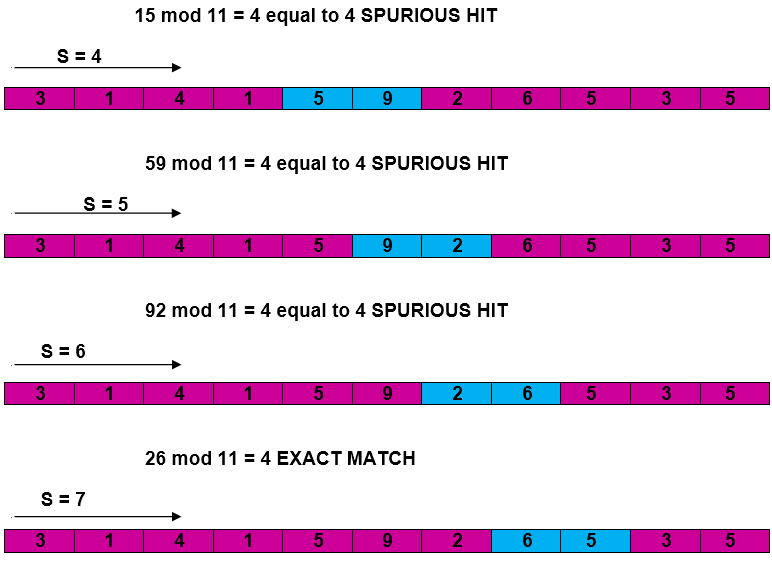 15 mod 11 = 4 equal to 4 SPURIOUS HIT
S = 4
3 1 4 1 5 9 2 6 5 3 5
59 mod 11 = 4 equal to 4 SPURIOUS HIT
S = 5
3 1 4 1 5 9 2 6 5 3 5
92 mod 11 = 4 equal to 4 SPURIOUS HIT
S = 6
3 1 4 1 5 9 2 6 5 3 5
26 mod 11 = 4 EXACT MATCH
S = 7
3 1 4 1 5 9 2 6 5 3 5